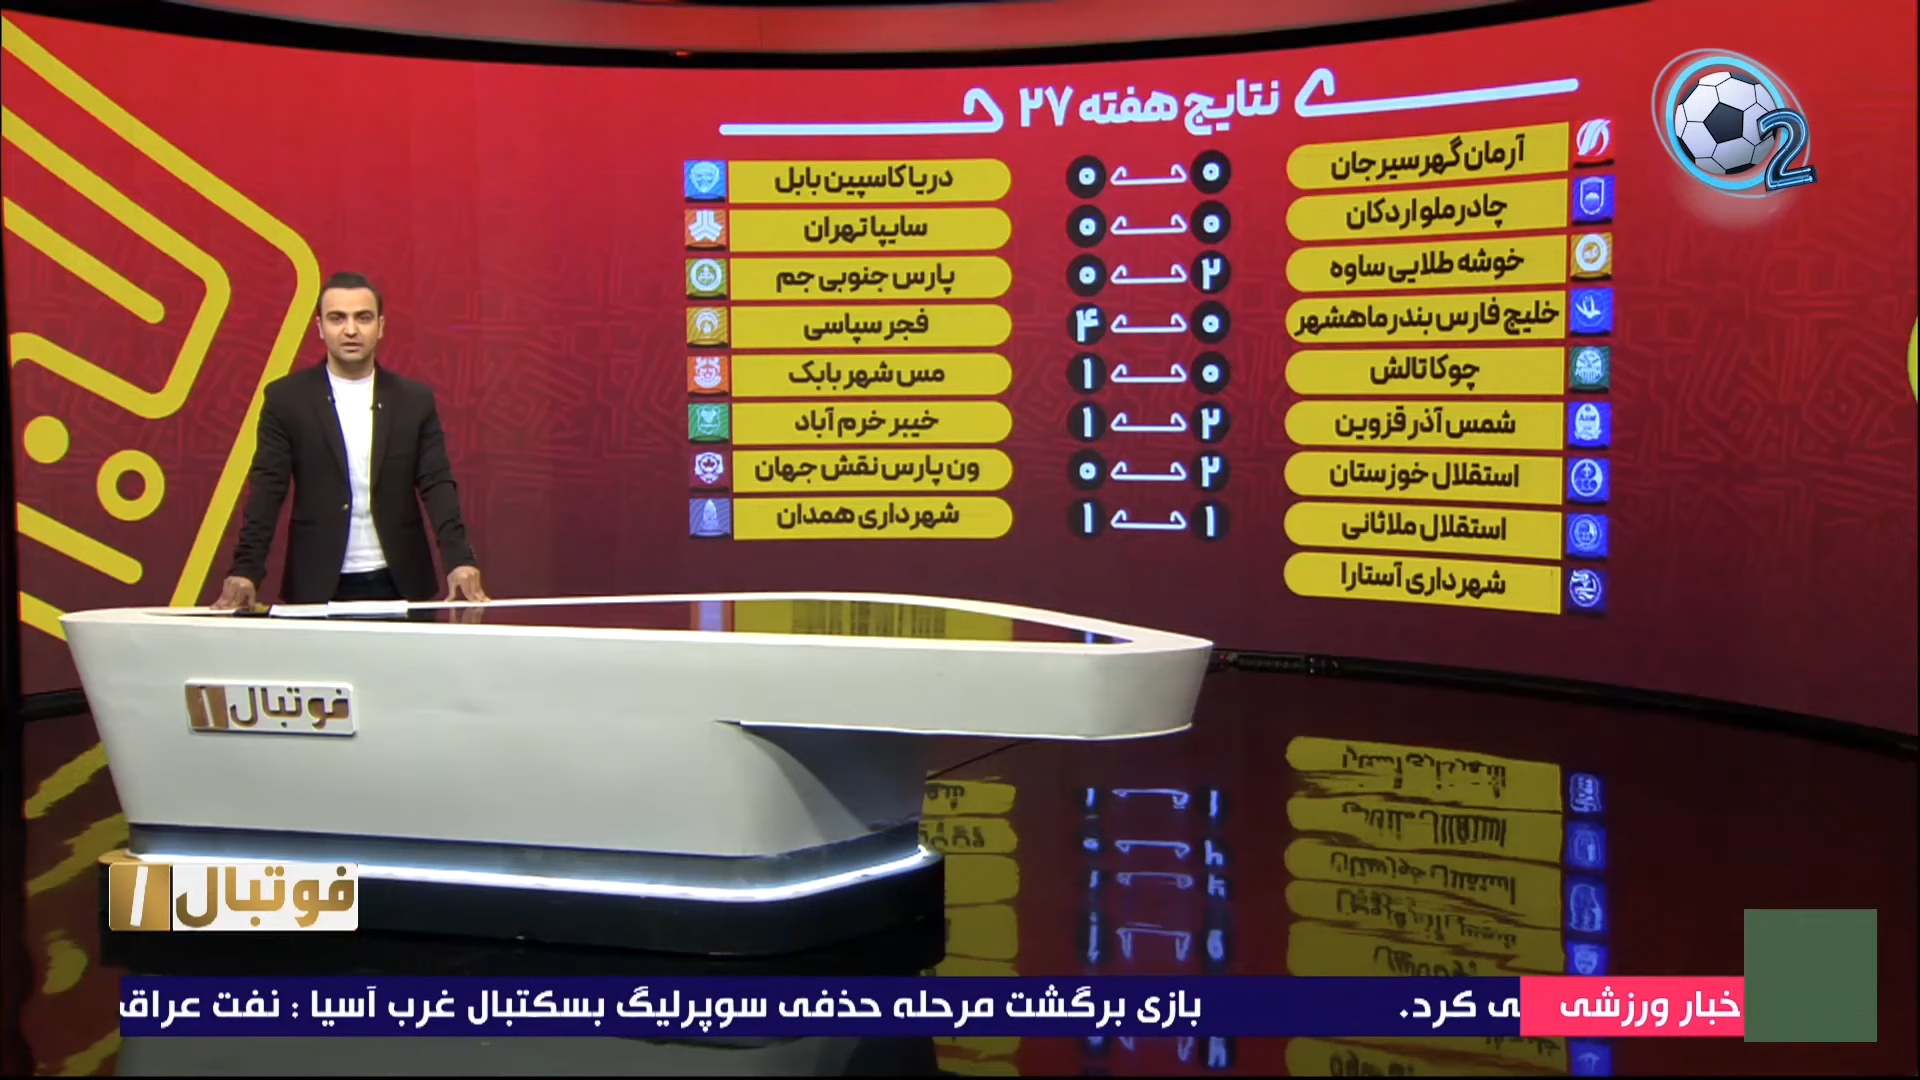 نتایج هفته ۲۷
آرمان گهر سیرجان ۰ ۰ دریا کاسپین بابل
چادرملو اردکان ۰ ۰ سایپا تهران
خوشه طلایی ساوه ۲ ۰ پارس جنوبی جم
خلیج فارس بندر ماهشهر ۰ ۴ فجر سپاسی
چوکا تالش ۰ ۱ مس شهر بابک
شمس آذر قزوین ۲ ۱ خیبر خرم آباد
استقلال خوزستان ۲ ۰ ون پارس نقش جهان
استقلال ملاثانی ۱ ۱ شهرداری همدان
شهرداری آستارا
2
فوتبال ۱
فوتبال ۱
خبار ورزشی
ی کرد. بازی برگشت مرحله حذفی سوپرلیگ بسکتبال غرب آسیا : نفت عراق